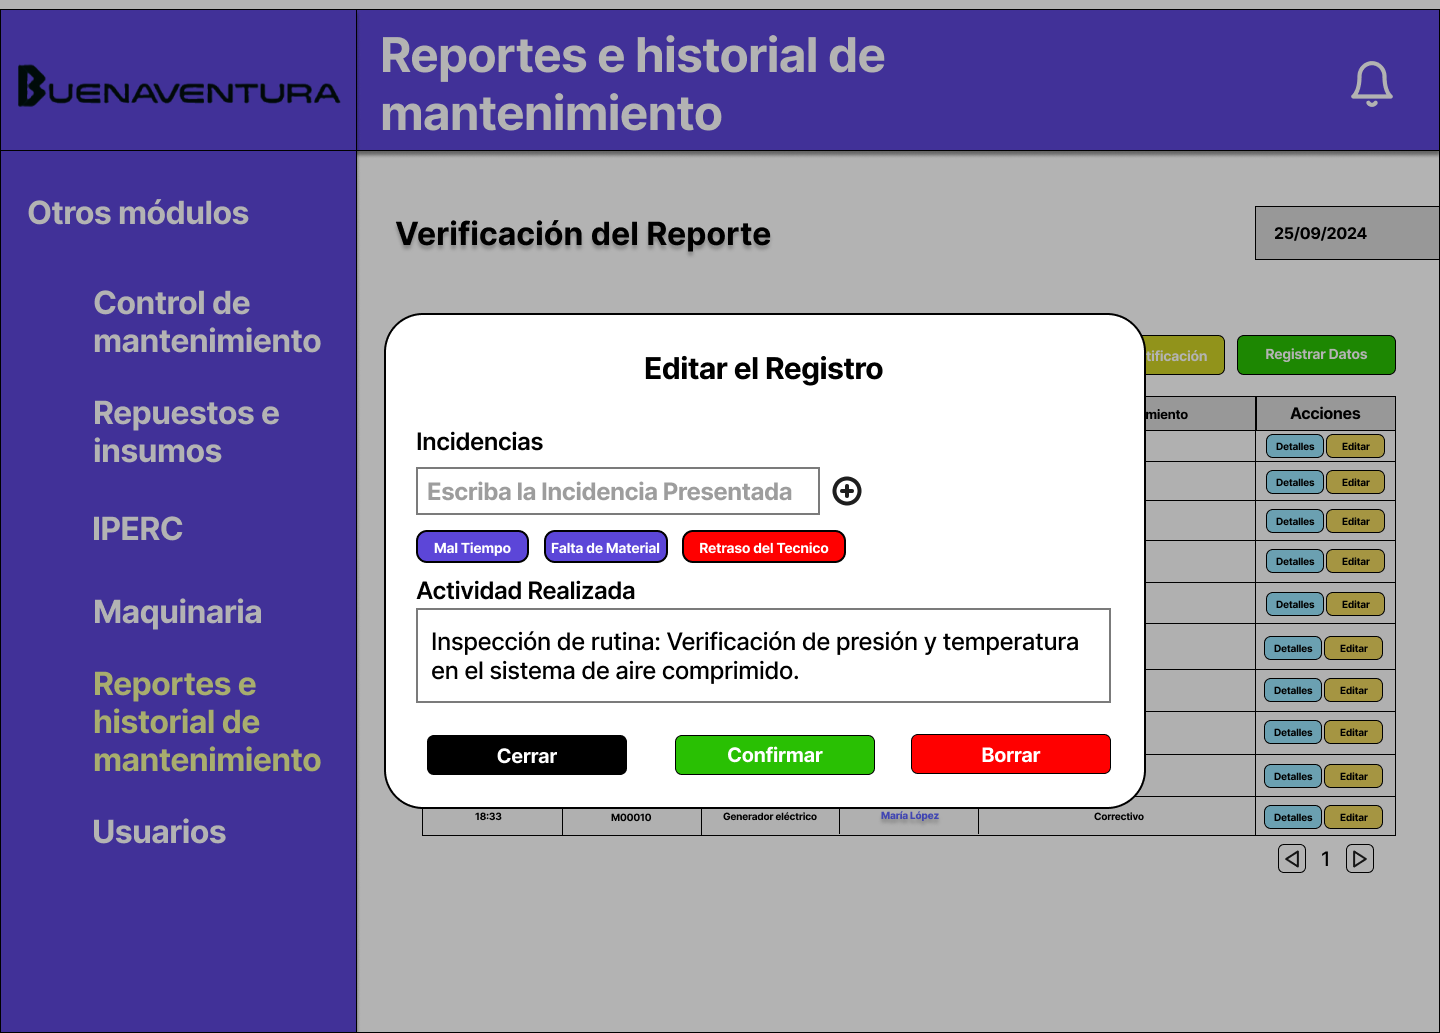 BUENAVENTURA
Reportes e historial de
mantenimiento
Otros módulos
Control de
mantenimiento
Repuestos e
insumos
IPERC
Maquinaria
Reportes e
historial de
mantenimiento
Usuarios
Verificación del Reporte
25/09/2024
tificación
Registrar Datos
miento
Acciones
Detalles Editar
Detalles Editar
Detalles Editar
Detalles Editar
Detalles Editar
Detalles Editar
Detalles Editar
Detalles Editar
Detalles Editar
Editar el Registro
Incidencias
Escriba la Incidencia Presentada
Mal Tiempo Falta de Material Retraso del Tecnico
Actividad Realizada
Inspección de rutina: Verificación de presión y temperatura
en el sistema de aire comprimido.
Cerrar Confirmar Borrar
18:33 M00010 Generador eléctrico María López Correctivo Detalles Editar
1